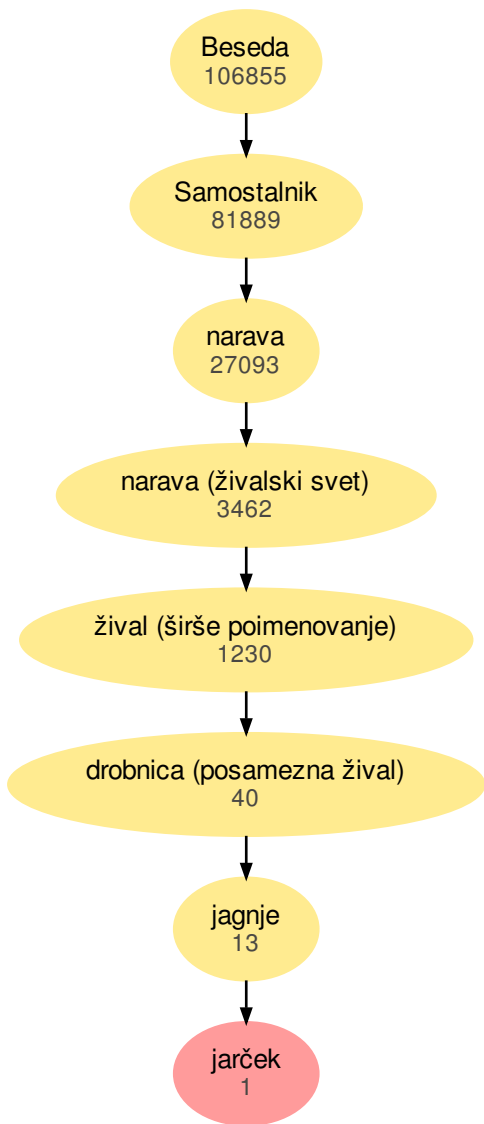 Beseda
106855
Samostalnik
81889
narava
27093
narava (živalski svet)
3462
žival (širše poimenovanje)
1230
drobnica (posamezna žival)
40
jagnje
13
jarček
1